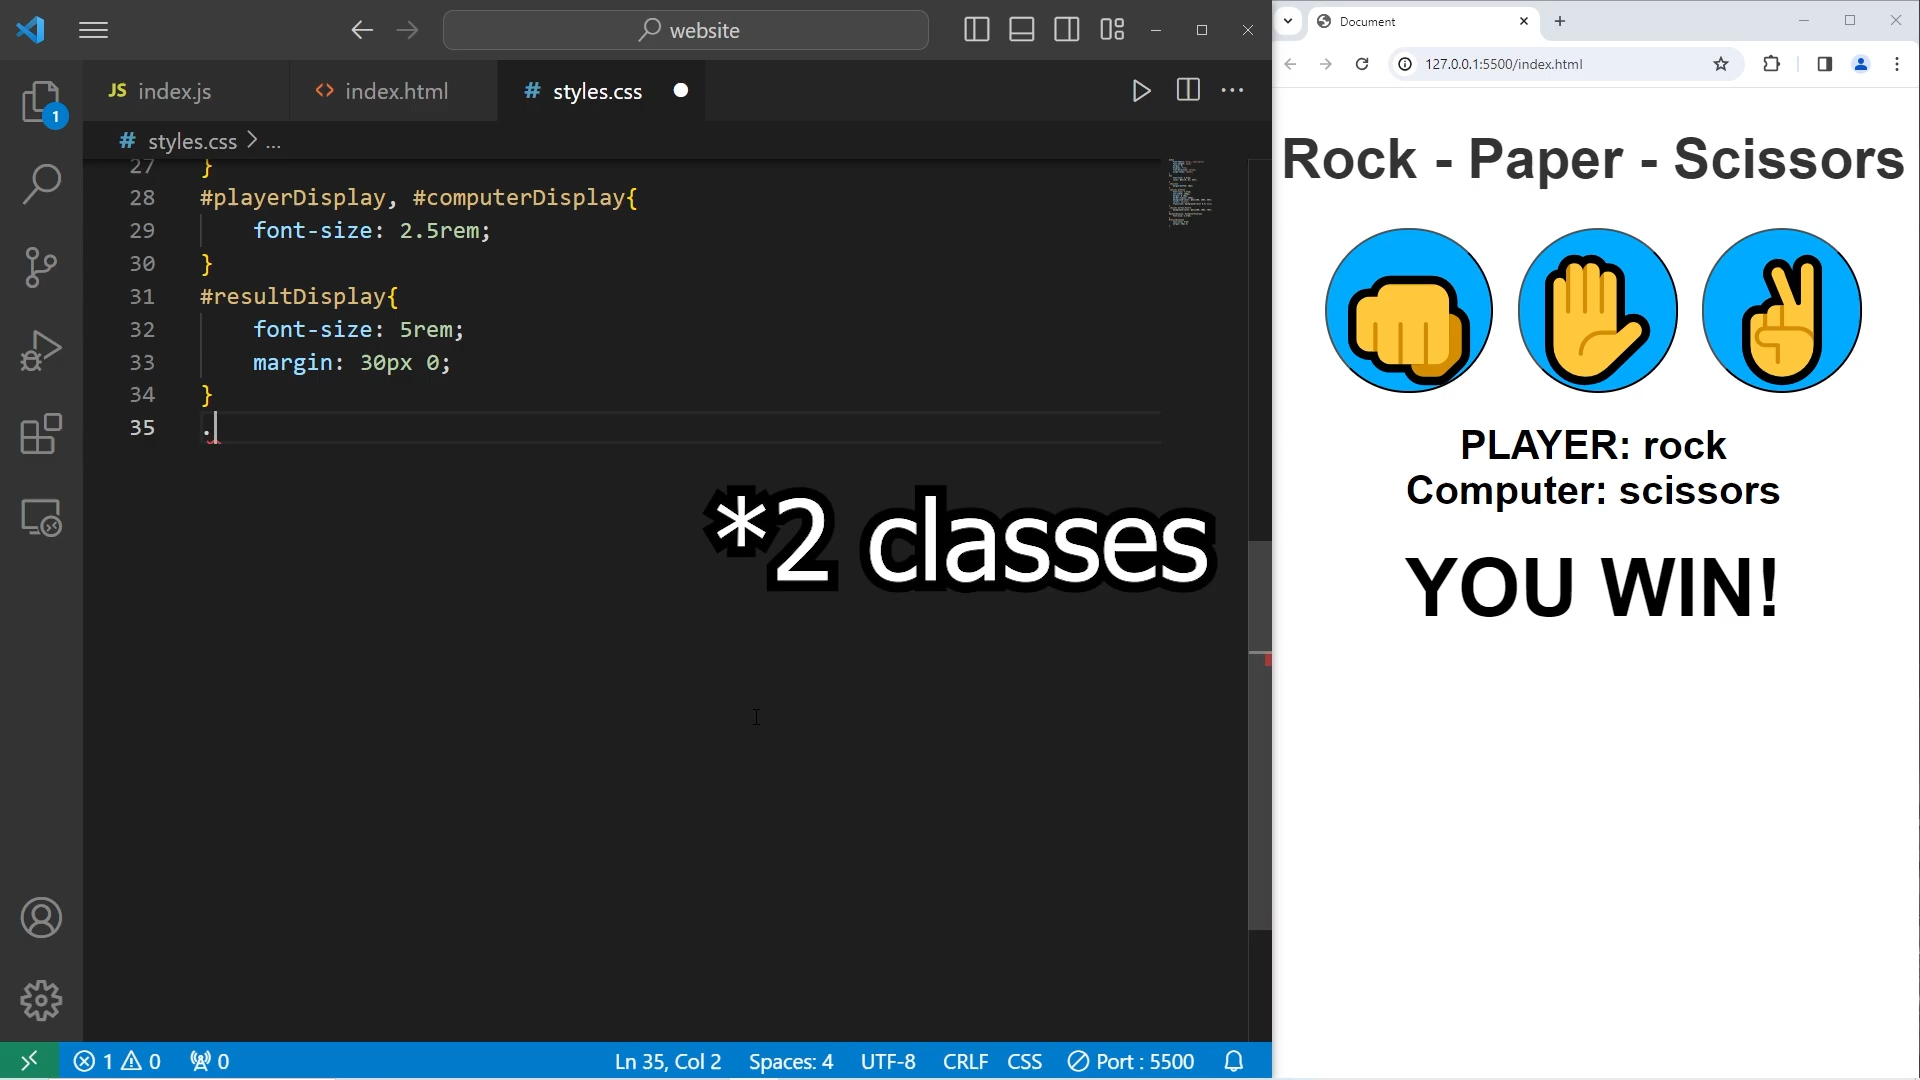 website
JS index.js
<> index.html
# styles.css
# styles.css > ...
27 }
28 #playerDisplay, #computerDisplay{
29 font-size: 2.5rem;
30 }
31 #resultDisplay{
32 font-size: 5rem;
33 margin: 30px 0;
34 }
35 .
*2 classes
1
1 0 0
Ln 35, Col 2
Spaces: 4
UTF-8
CRLF
CSS
Port : 5500
Document
127.0.0.1:5500/index.html
Rock - Paper - Scissors
PLAYER: rock
Computer: scissors
YOU WIN!